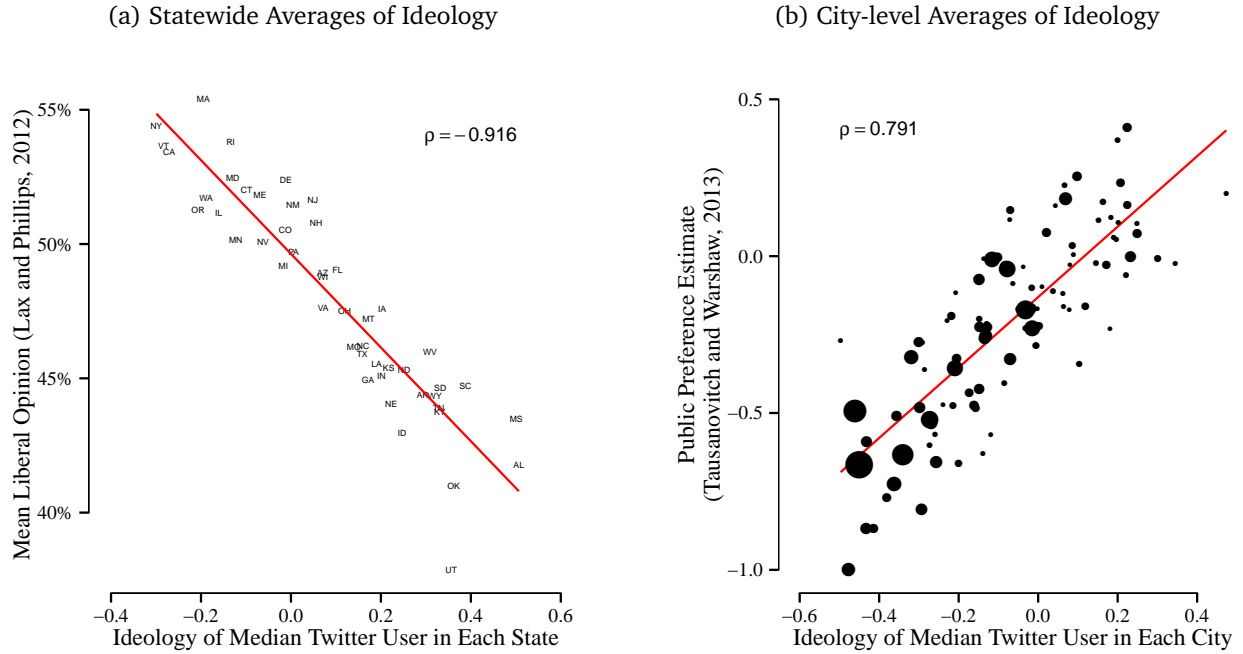 (a) Statewide Averages of Ideology
Mean Liberal Opinion (Lax and Phillips, 2012)
55%
50%
45%
40%
ρ = −0.916
MA
NY
RI
VT
CA
MD
DE
CT
ME
WA
NJ
NM
OR
IL
NH
CO
MN
NV
PA
MI
FL
AZ
WI
VA
OH
IA
MT
MO
NC
TX
WV
LA
KS
ND
IN
GA
SD
SC
WY
NE
KY
MS
ID
AL
OK
UT
−0.4 −0.2 0.0 0.2 0.4 0.6
Ideology of Median Twitter User in Each State
(b) City-level Averages of Ideology
Public Preference Estimate
(Tausanovitch and Warshaw, 2013)
0.5
0.0
−0.5
−1.0
ρ = 0.791
−0.6 −0.4 −0.2 0.0 0.2 0.4
Ideology of Median Twitter User in Each City